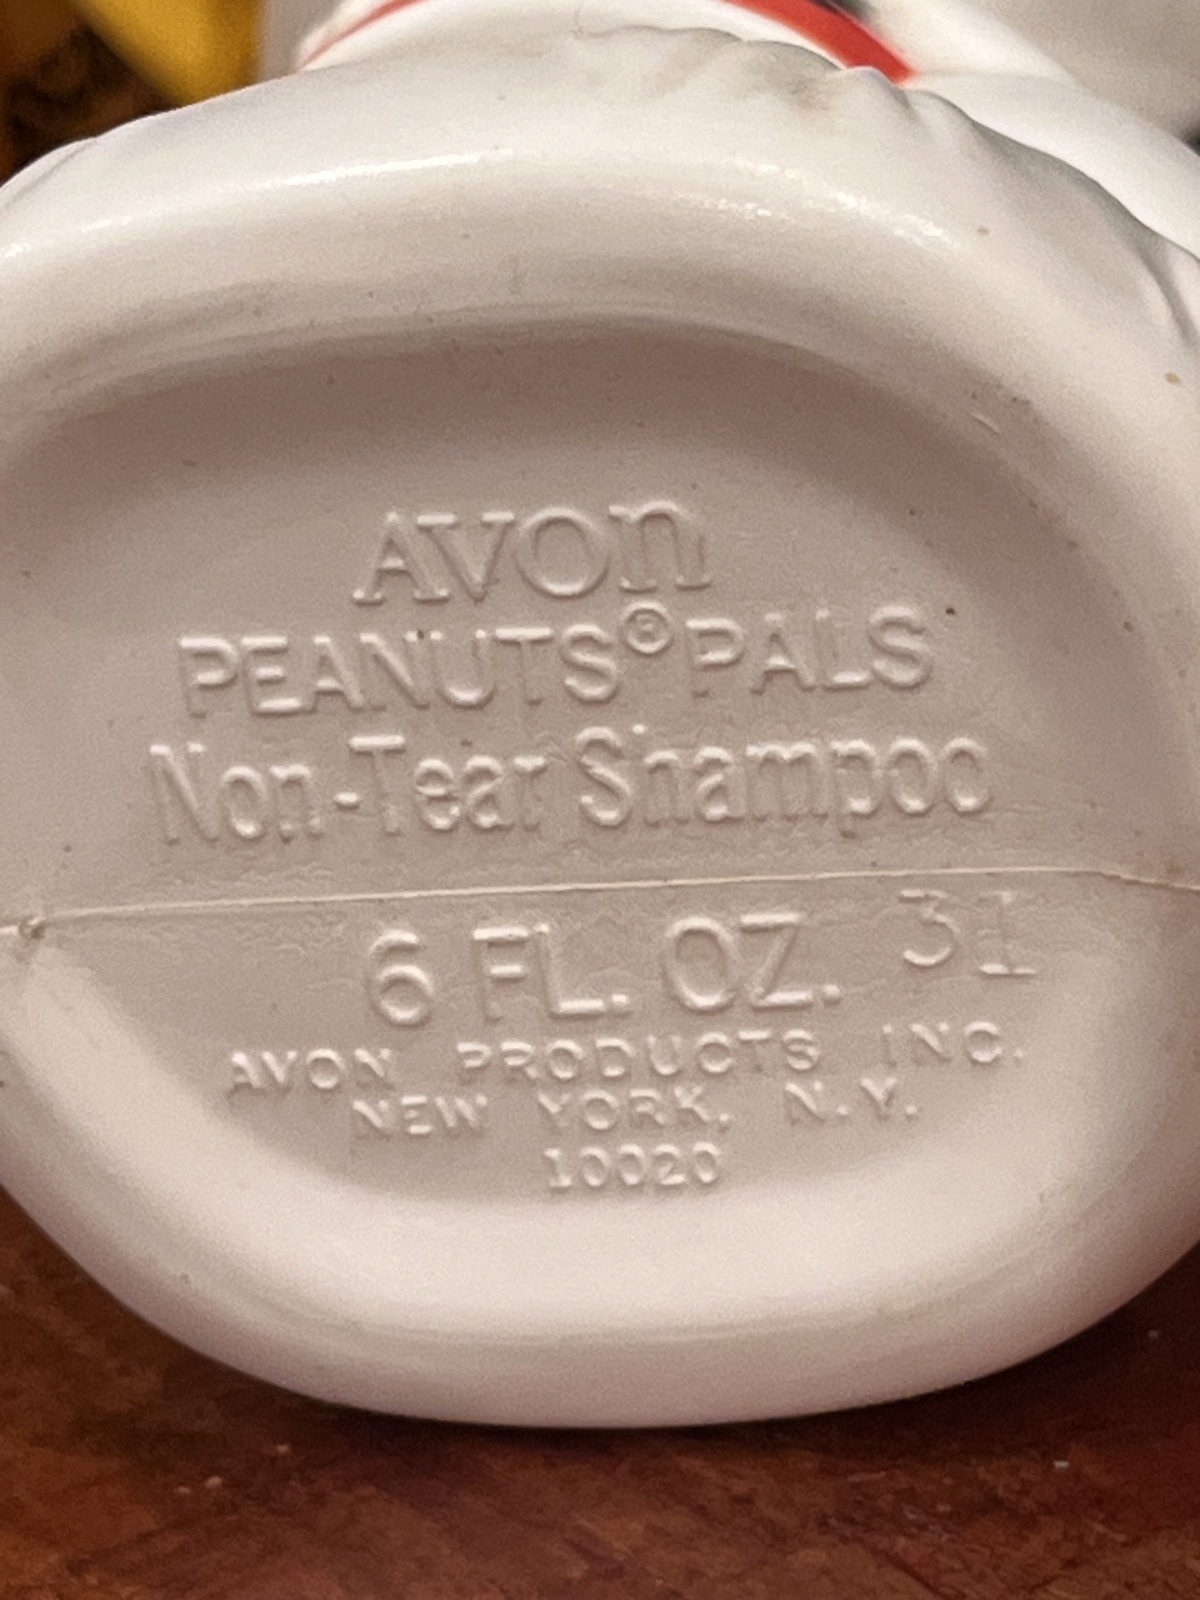 AVON
PEANUTS® PALS
Non-Tear Shampoo
6 FL. OZ. 31
AVON PRODUCTS INC.
NEW YORK, N.Y.
10020